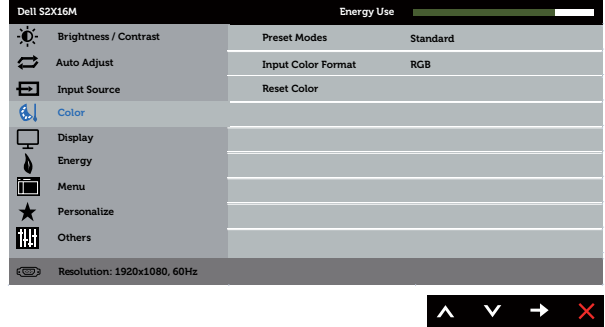 Dell S2X16M Energy Use
Brightness / Contrast Preset Modes Standard
Auto Adjust Input Color Format RGB
Input Source Reset Color
Color
Display
Energy
Menu
Personalize
Others
Resolution: 1920x1080, 60Hz